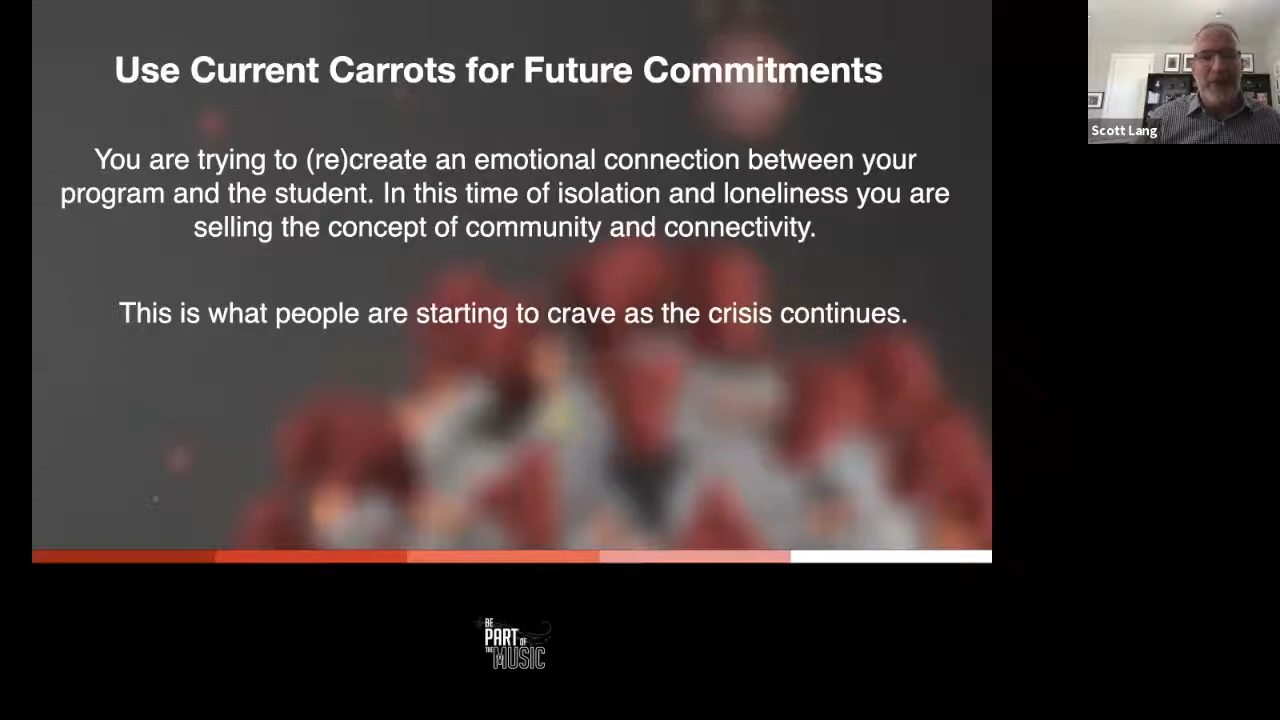 Use Current Carrots for Future Commitments
You are trying to (re)create an emotional connection between your
program and the student. In this time of isolation and loneliness you are
selling the concept of community and connectivity.
This is what people are starting to crave as the crisis continues.
Scott Lang
BE
PART OF
THE MUSIC